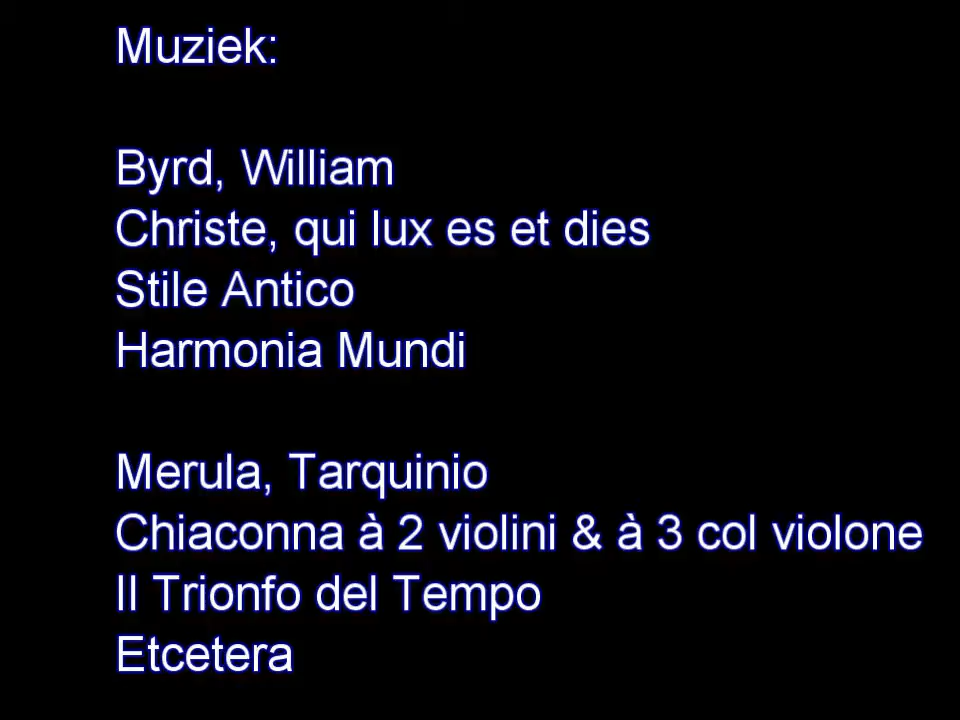 Muziek:
Byrd, William
Christe, qui lux es et dies
Stile Antico
Harmonia Mundi
Merula, Tarquinio
Chiaconna à 2 violini & à 3 col violone
Il Trionfo del Tempo
Etcetera